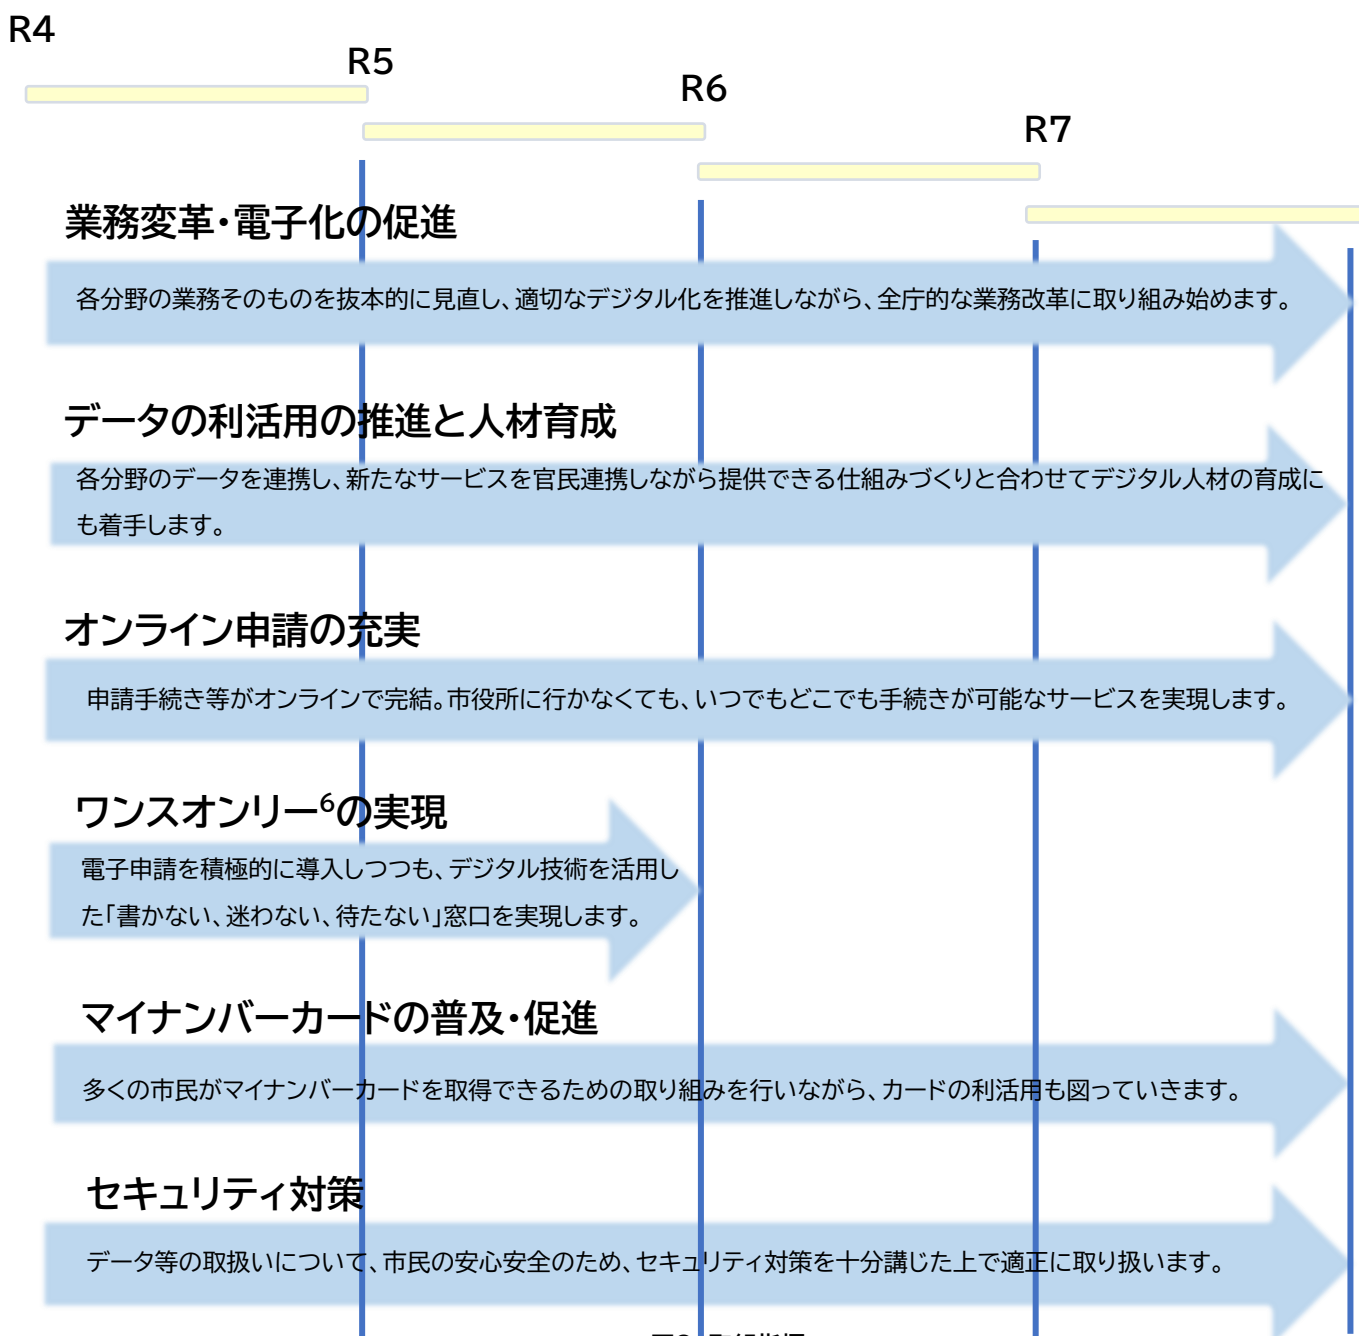 R4
R5
R6
R7
業務変革・電子化の促進
各分野の業務そのものを抜本的に見直し、適切なデジタル化を推進しながら、全庁的な業務改革に取り組み始めます。
データの利活用の推進と人材育成
各分野のデータを連携し、新たなサービスを官民連携しながら提供できる仕組みづくりと合わせてデジタル人材の育成に
も着手します。
オンライン申請の充実
申請手続き等がオンラインで完結。市役所に行かなくても、いつでもどこでも手続きが可能なサービスを実現します。
ワンスオンリー⁶の実現
電子申請を積極的に導入しつつも、デジタル技術を活用し
た「書かない、迷わない、待たない」窓口を実現します。
マイナンバーカードの普及・促進
多くの市民がマイナンバーカードを取得できるための取り組みを行いながら、カードの利活用も図っていきます。
セキュリティ対策
データ等の取扱いについて、市民の安心安全のため、セキュリティ対策を十分講じた上で適正に取り扱います。